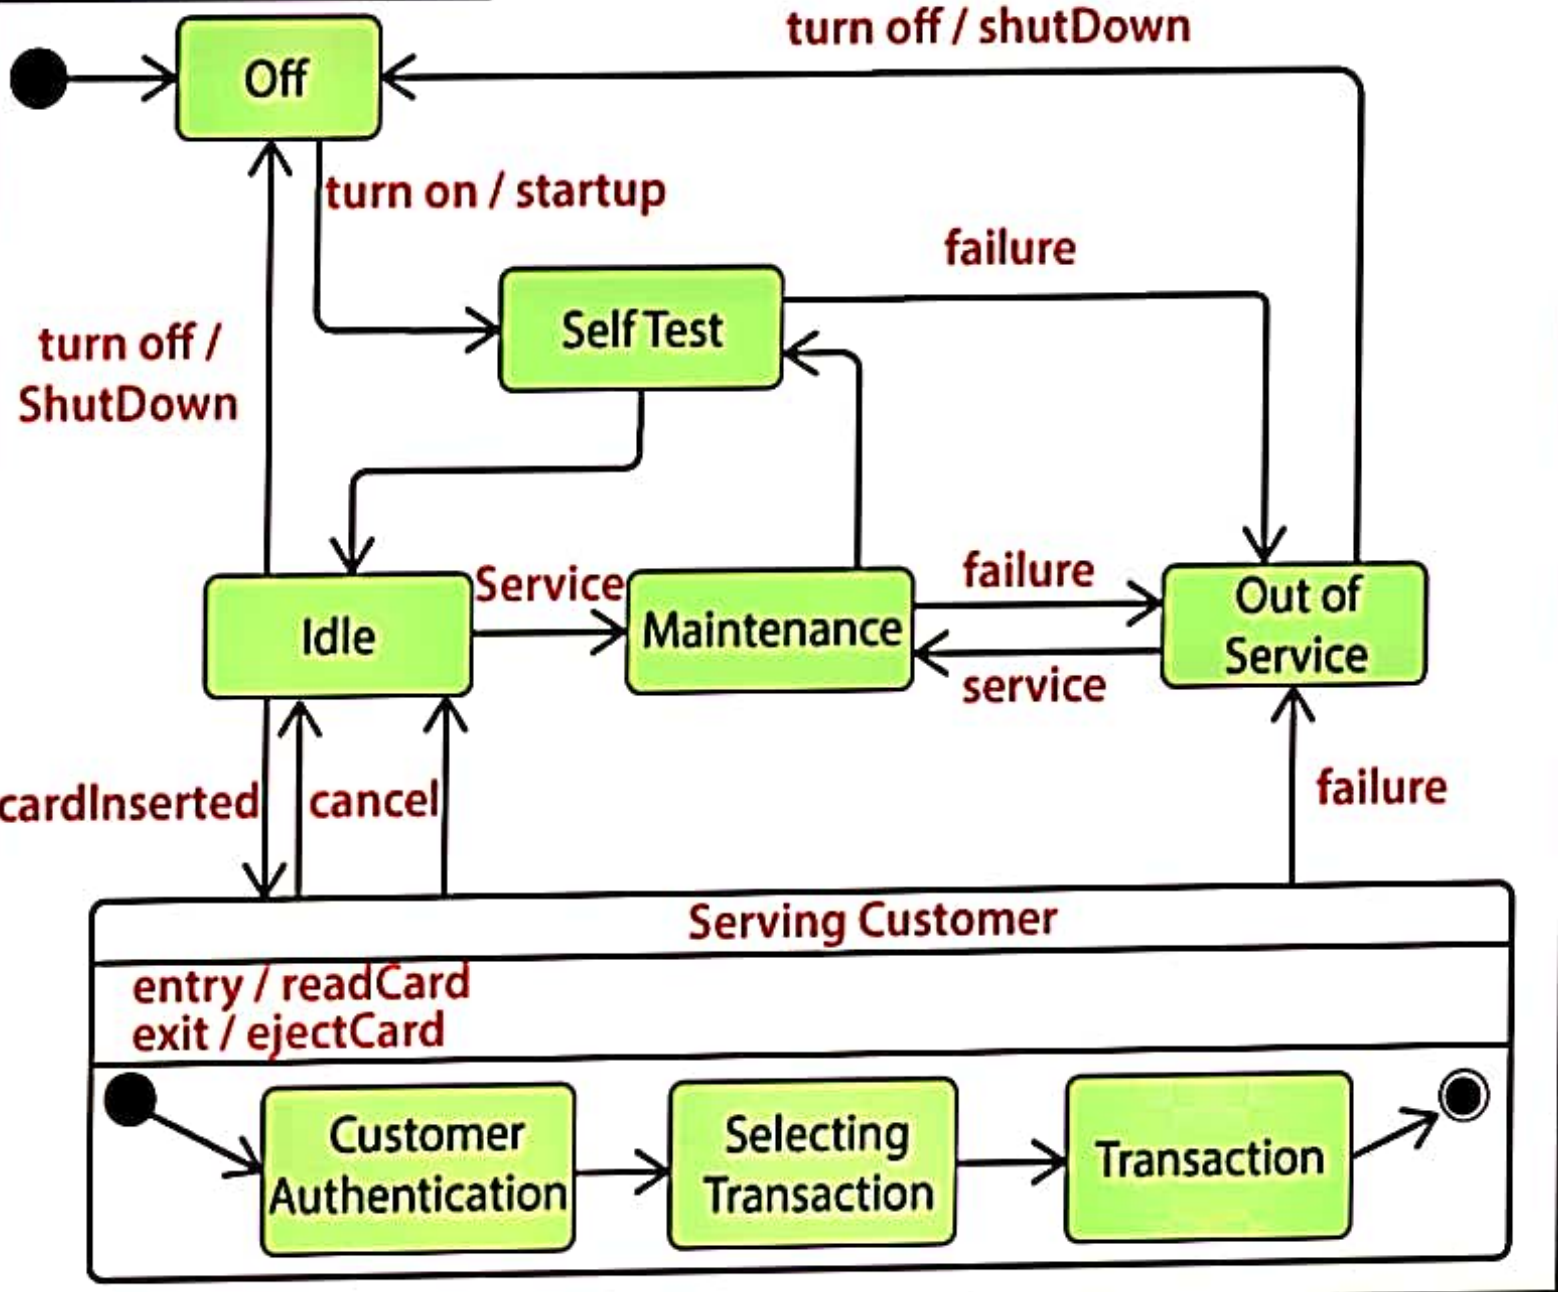 turn off / shutDown
Off
turn on / startup
failure
Self Test
turn off /
ShutDown
Service
failure
Out of
Service
Idle
Maintenance
service
cardInserted
cancel
failure
Serving Customer
entry / readCard
exit / ejectCard
Customer
Authentication
Selecting
Transaction
Transaction